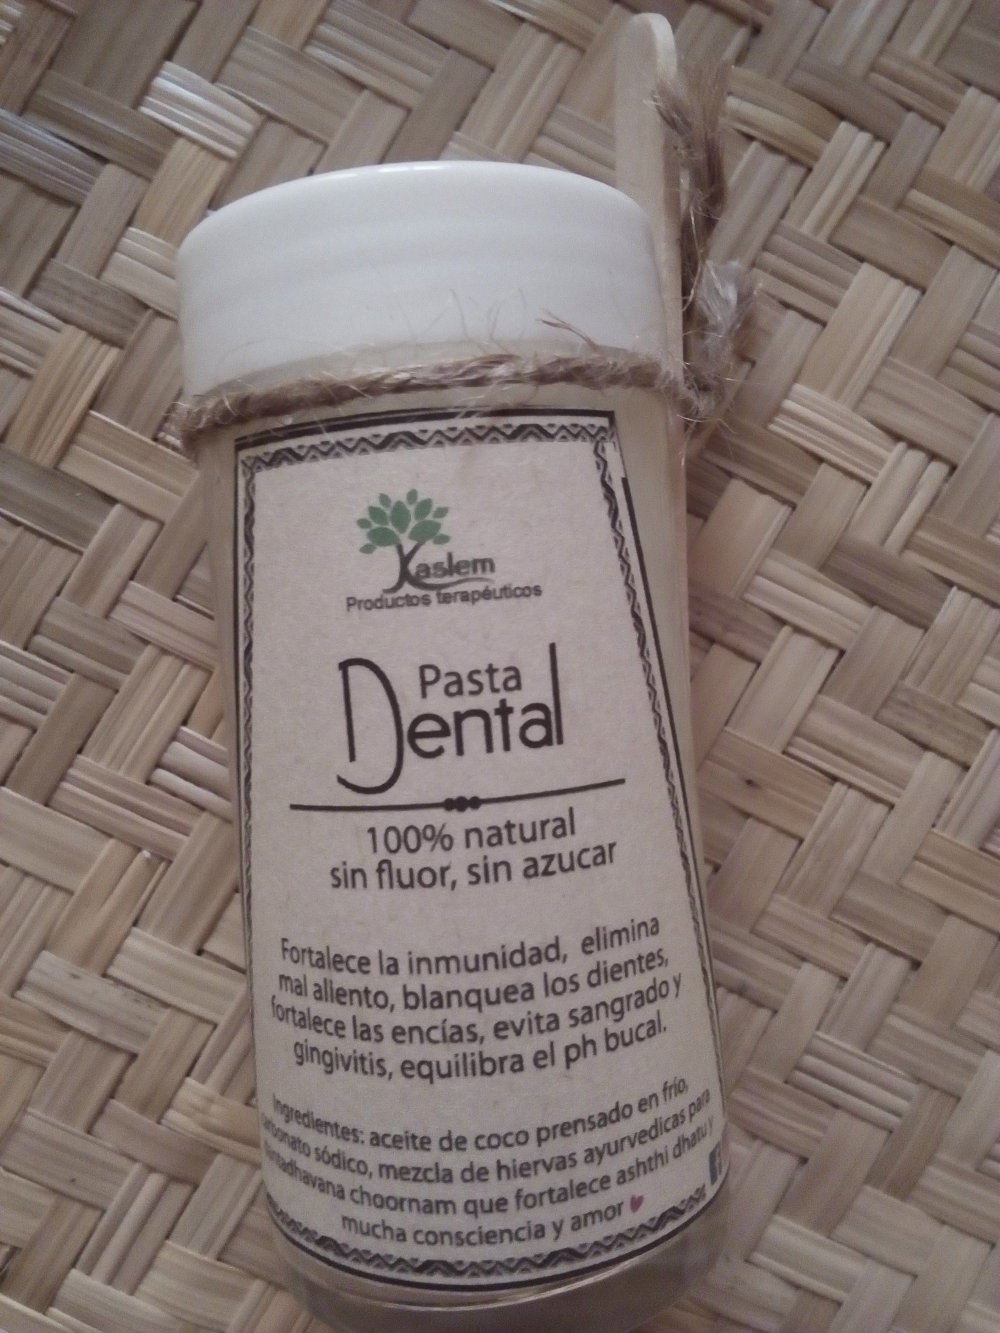 Kaslem
Productos terapéuticos
Pasta
Dental
100% natural
sin fluor, sin azucar
Fortalece la inmunidad, elimina
mal aliento, blanquea los dientes,
fortalece las encías, evita sangrado y
gingivitis, equilibra el ph bucal.
Ingredientes: aceite de coco prensado en frío,
sódico, mezcla de hiervas ayurvedicas para
choornam que fortalece ashthi dhatu y
mucha consciencia y amor